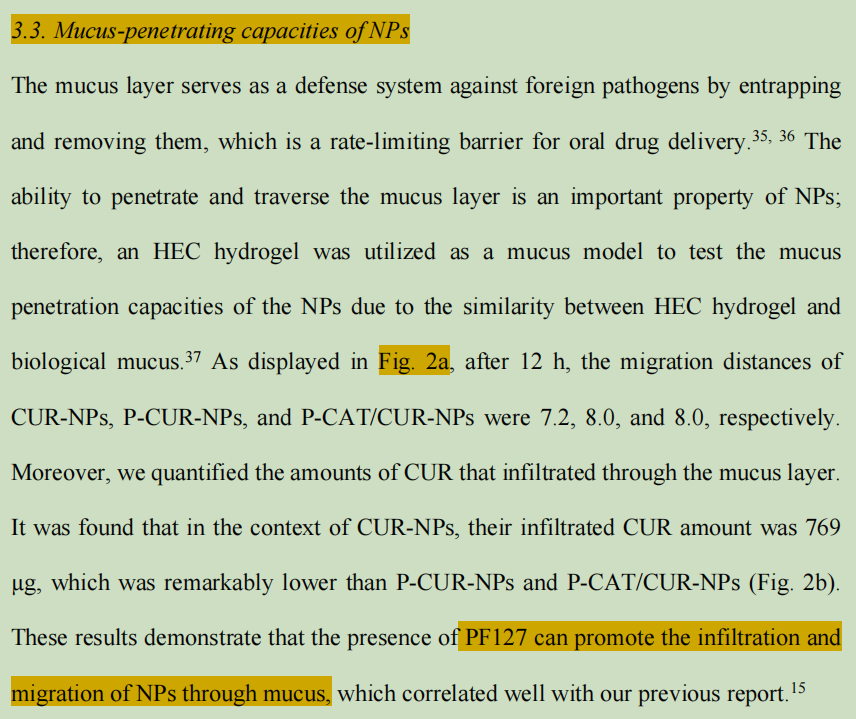 3.3. Mucus-penetrating capacities of NPs
The mucus layer serves as a defense system against foreign pathogens by entrapping
and removing them, which is a rate-limiting barrier for oral drug delivery.35, 36 The
ability to penetrate and traverse the mucus layer is an important property of NPs;
therefore, an HEC hydrogel was utilized as a mucus model to test the mucus
penetration capacities of the NPs due to the similarity between HEC hydrogel and
biological mucus.37 As displayed in Fig. 2a, after 12 h, the migration distances of
CUR-NPs, P-CUR-NPs, and P-CAT/CUR-NPs were 7.2, 8.0, and 8.0, respectively.
Moreover, we quantified the amounts of CUR that infiltrated through the mucus layer.
It was found that in the context of CUR-NPs, their infiltrated CUR amount was 769
μg, which was remarkably lower than P-CUR-NPs and P-CAT/CUR-NPs (Fig. 2b).
These results demonstrate that the presence of PF127 can promote the infiltration and
migration of NPs through mucus, which correlated well with our previous report.15